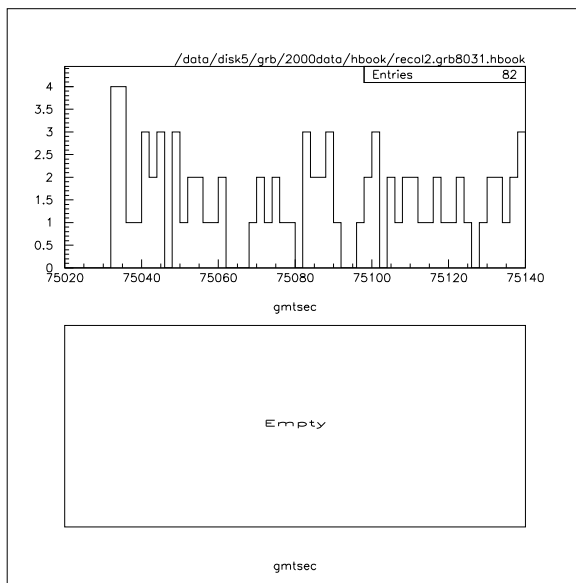 /data/disk5/grb/2000data/hbook/recol2.grb8031.hbook
Entries 82
4
3.5
3
2.5
2
1.5
1
0.5
0
75020 75040 75060 75080 75100 75120 75140
gmtsec
Empty
gmtsec